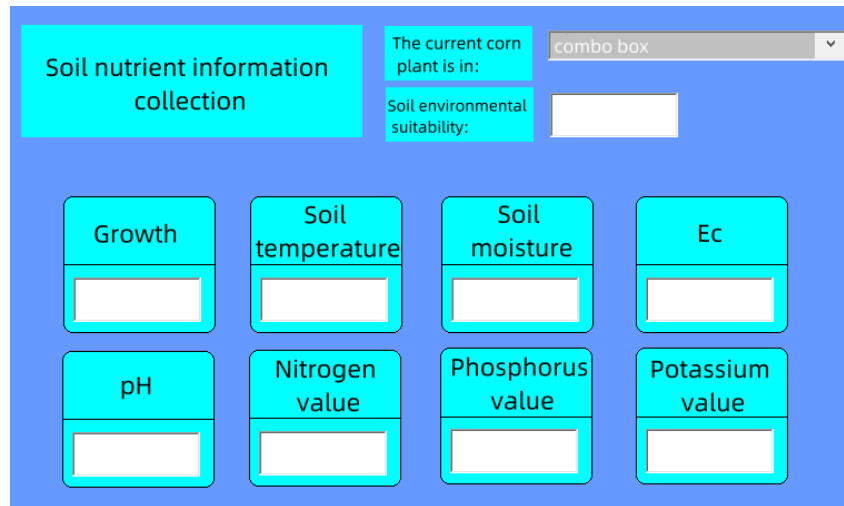 Soil nutrient information
collection
The current corn
plant is in:
combo box
Soil environmental
suitability:
Growth
Soil
temperature
Soil
moisture
Ec
pH
Nitrogen
value
Phosphorus
value
Potassium
value